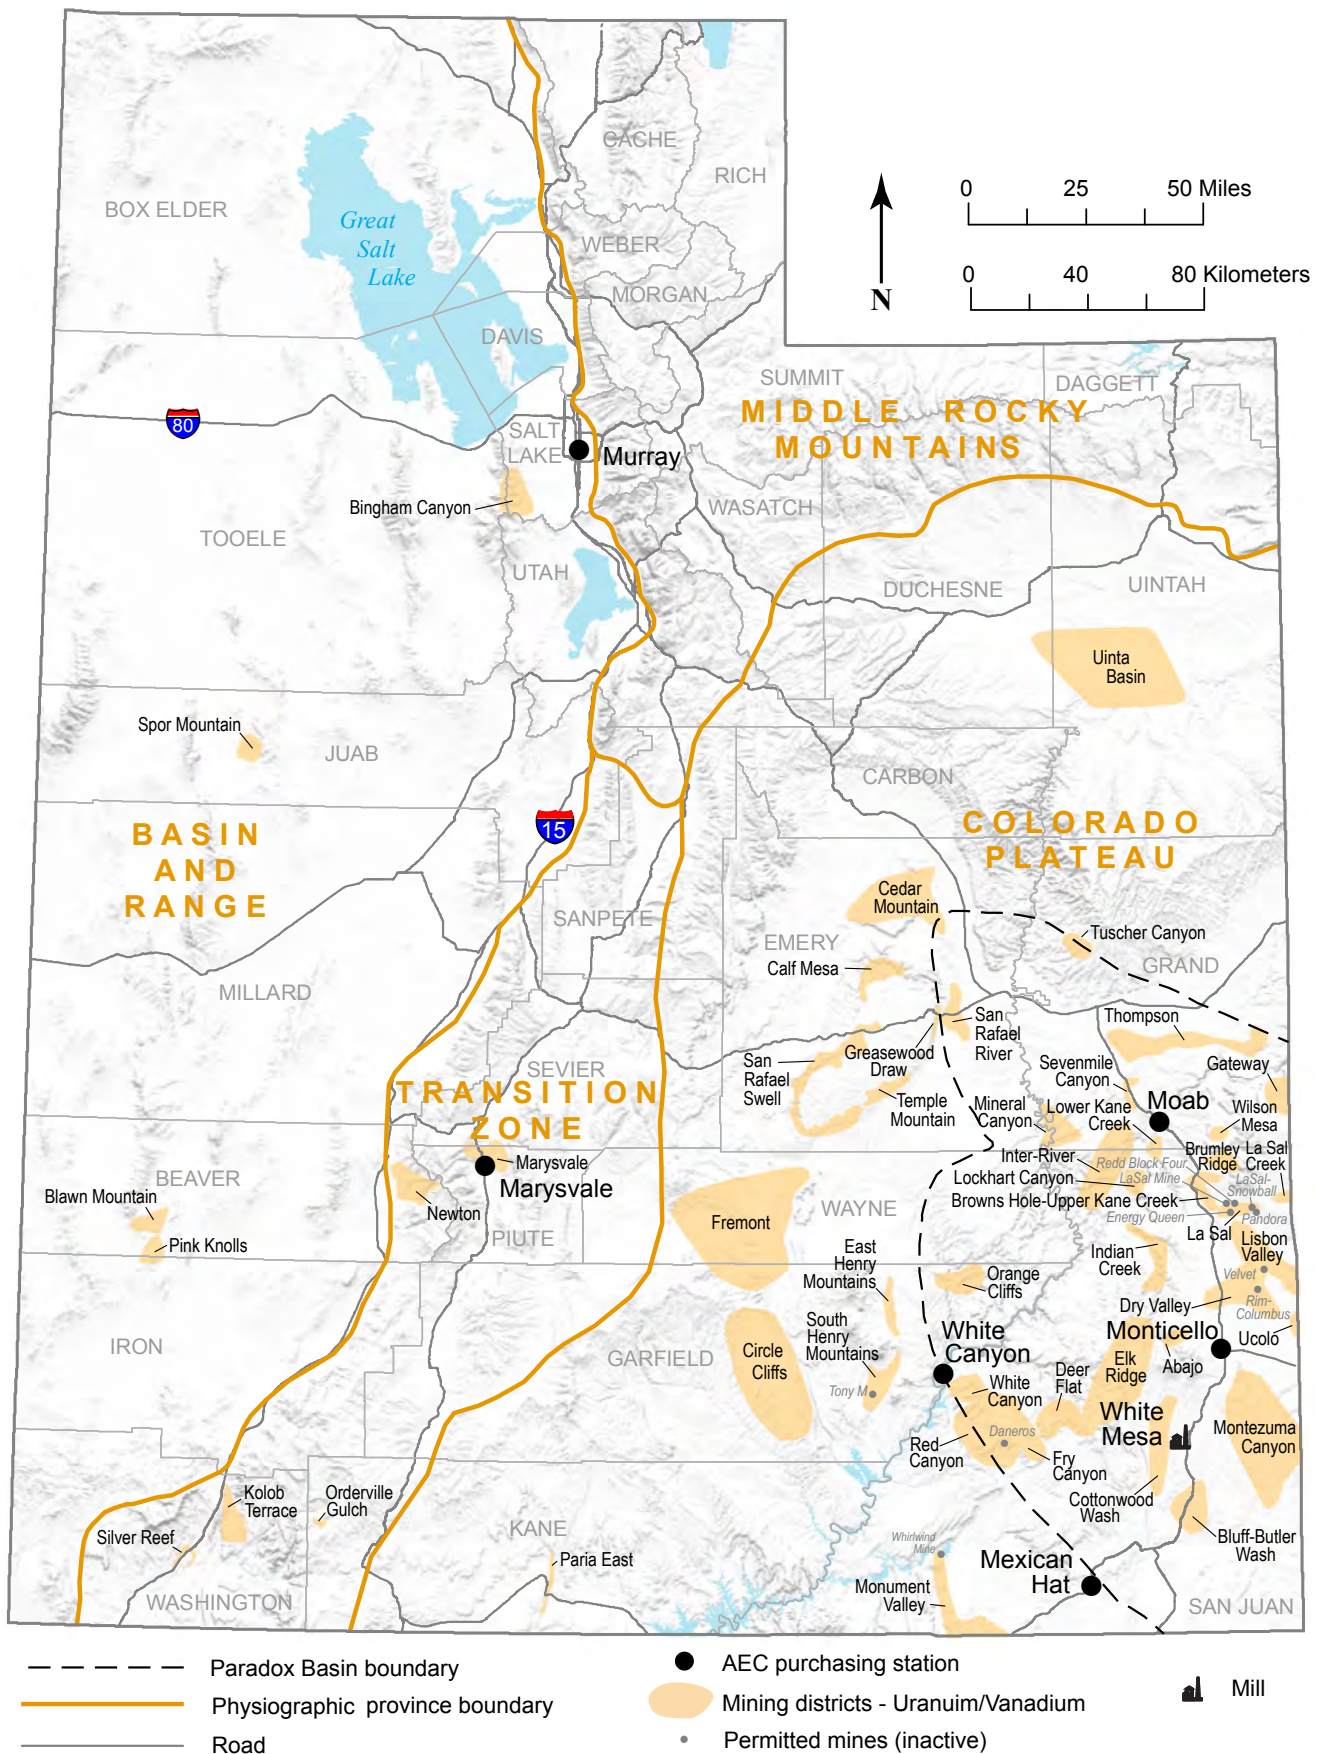 CACHE
RICH
BOX ELDER
Great
Salt
Lake
WEBER
MORGAN
DAVIS
0 25 50 Miles
0 40 80 Kilometers
N
SUMMIT
DAGGETT
MIDDLE ROCKY
MOUNTAINS
80
SALT
LAKE
Murray
Bingham Canyon
WASATCH
TOOELE
UTAH
DUCHESNE
UINTAH
Uinta
Basin
Spor Mountain
JUAB
CARBON
15
BASIN
AND
RANGE
COLORADO
PLATEAU
Cedar
Mountain
SANPETE
EMERY
Tuscher Canyon
Calf Mesa
GRAND
MILLARD
San
Rafael
River
Thompson
Greasewood
Draw
San
Rafael
Swell
SEVIER
Sevenmile
Canyon
Gateway
TRANSITION
ZONE
Temple
Mountain
Mineral
Canyon
Lower Kane
Creek
Moab
Wilson
Mesa
Marysvale
Marysvale
Inter-River
Redd Block Four
Brumley
Ridge
La Sal
Creek
BEAVER
Lockhart Canyon
LaSal Mine
LaSal-
Snowball
Blawn Mountain
Newton
Browns Hole-Upper Kane Creek
Energy Queen
Pandora
Fremont
WAYNE
Pink Knolls
PIUTE
La Sal
Lisbon
Valley
East
Henry
Mountains
Indian
Creek
Orange
Cliffs
Velvet
Dry Valley
Rim-
Columbus
South
Henry
Mountains
White
Canyon
Monticello
Ucolo
IRON
GARFIELD
Circle
Cliffs
Elk
Ridge
Abajo
Deer
Flat
Tony M
White
Canyon
White
Mesa
Montezuma
Canyon
Daneros
Red
Canyon
Fry
Canyon
Kolob
Terrace
Orderville
Gulch
Cottonwood
Wash
Silver Reef
KANE
Paria East
Whirlwind
Mine
Bluff-Butler
Wash
Mexican
Hat
Monument
Valley
WASHINGTON
SAN JUAN
Paradox Basin boundary
Physiographic province boundary
Road
AEC purchasing station
Mining districts - Uranuim/Vanadium
Permitted mines (inactive)
Mill